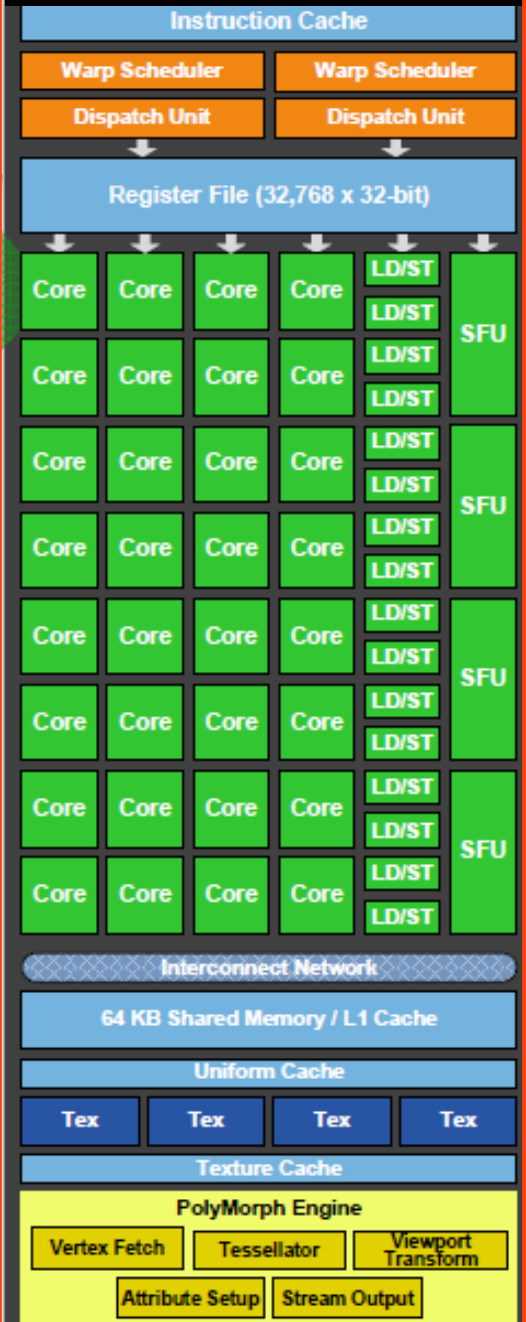 Instruction Cache
Warp Scheduler Warp Scheduler
Dispatch Unit Dispatch Unit
Register File (32,768 x 32-bit)
Core Core Core Core LD/ST SFU
LD/ST
Core Core Core Core LD/ST
LD/ST
Core Core Core Core LD/ST SFU
LD/ST
Core Core Core Core LD/ST
LD/ST
Core Core Core Core LD/ST SFU
LD/ST
Core Core Core Core LD/ST
LD/ST
Core Core Core Core LD/ST SFU
LD/ST
Core Core Core Core LD/ST
LD/ST
Interconnect Network
64 KB Shared Memory / L1 Cache
Uniform Cache
Tex Tex Tex Tex
Texture Cache
PolyMorph Engine
Vertex Fetch Tessellator Viewport
Transform
Attribute Setup Stream Output